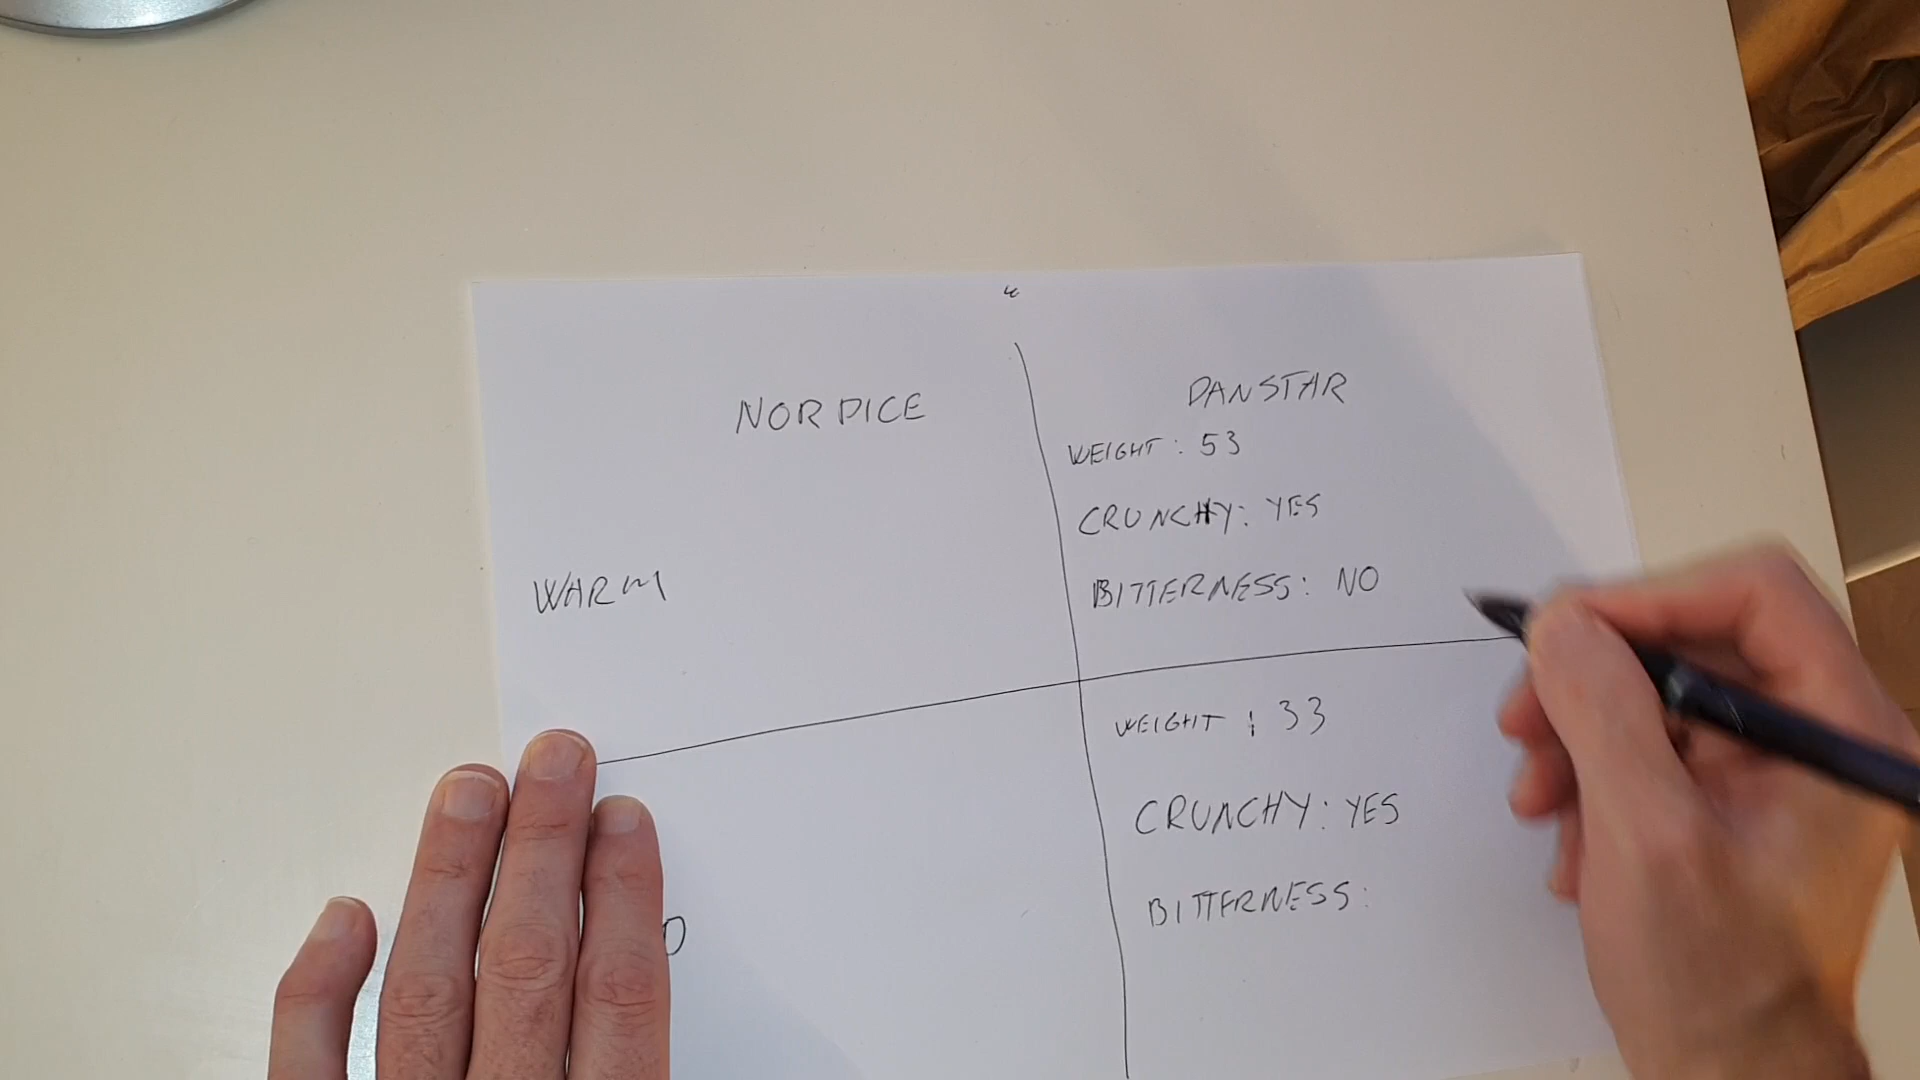 NORDICE
DANSTAR
WEIGHT: 53
CRUNCHY: YES
WARM
BITTERNESS: NO
WEIGHT: 33
CRUNCHY: YES
BITTERNESS: